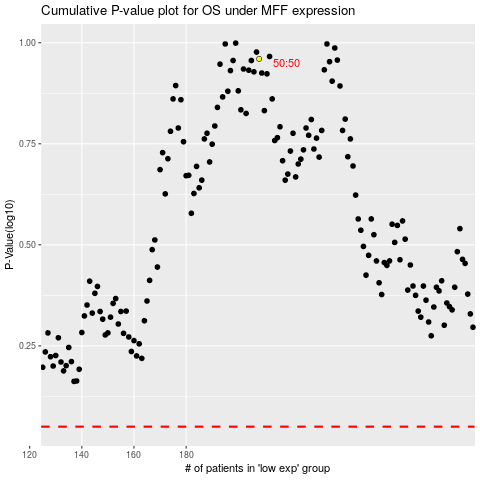 Cumulative P-value plot for OS under MFF expression
1.00
50:50
0.75
P-Value(log10)
0.50
0.25
120 140 160 180
# of patients in 'low exp' group